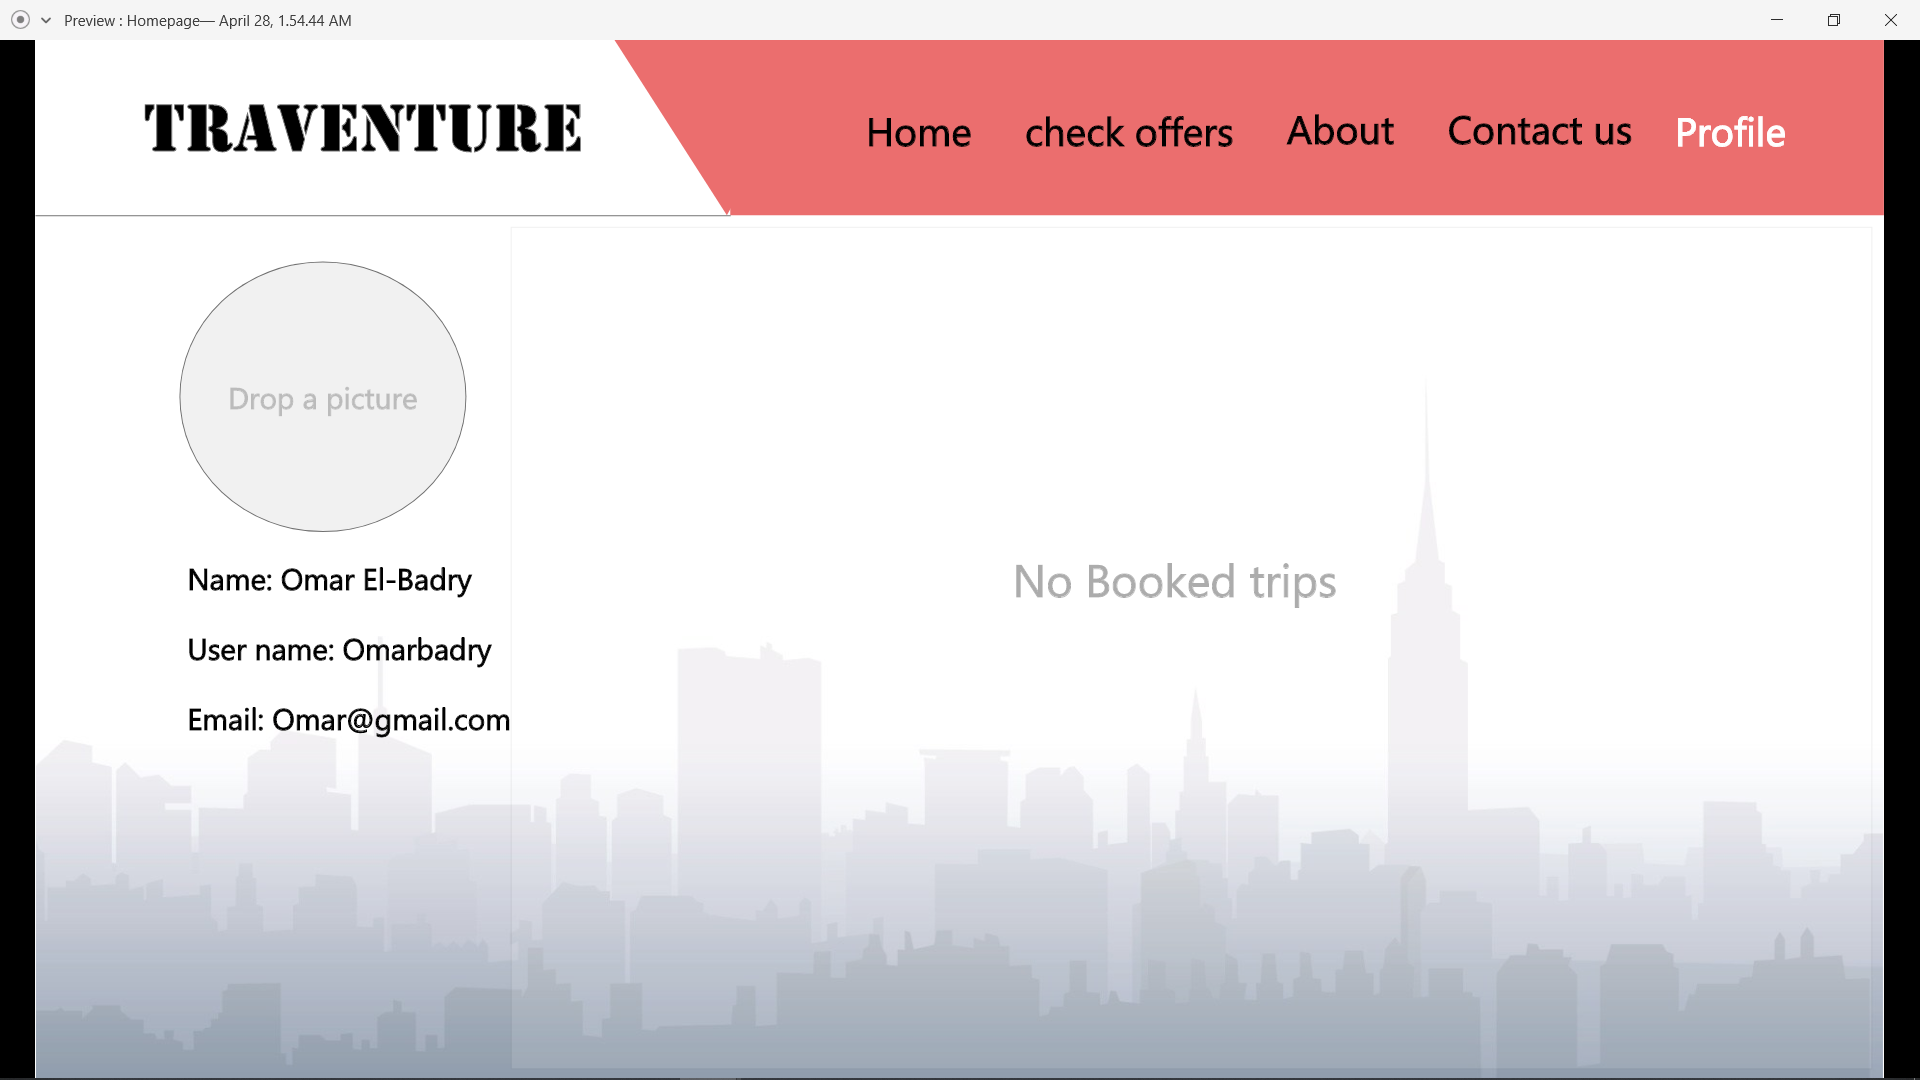 Preview : Homepage— April 28, 1.54.44 AM
TRAVENTURE
Home check offers About Contact us Profile
Drop a picture
Name: Omar El-Badry
User name: Omarbadry
Email: Omar@gmail.com
No Booked trips